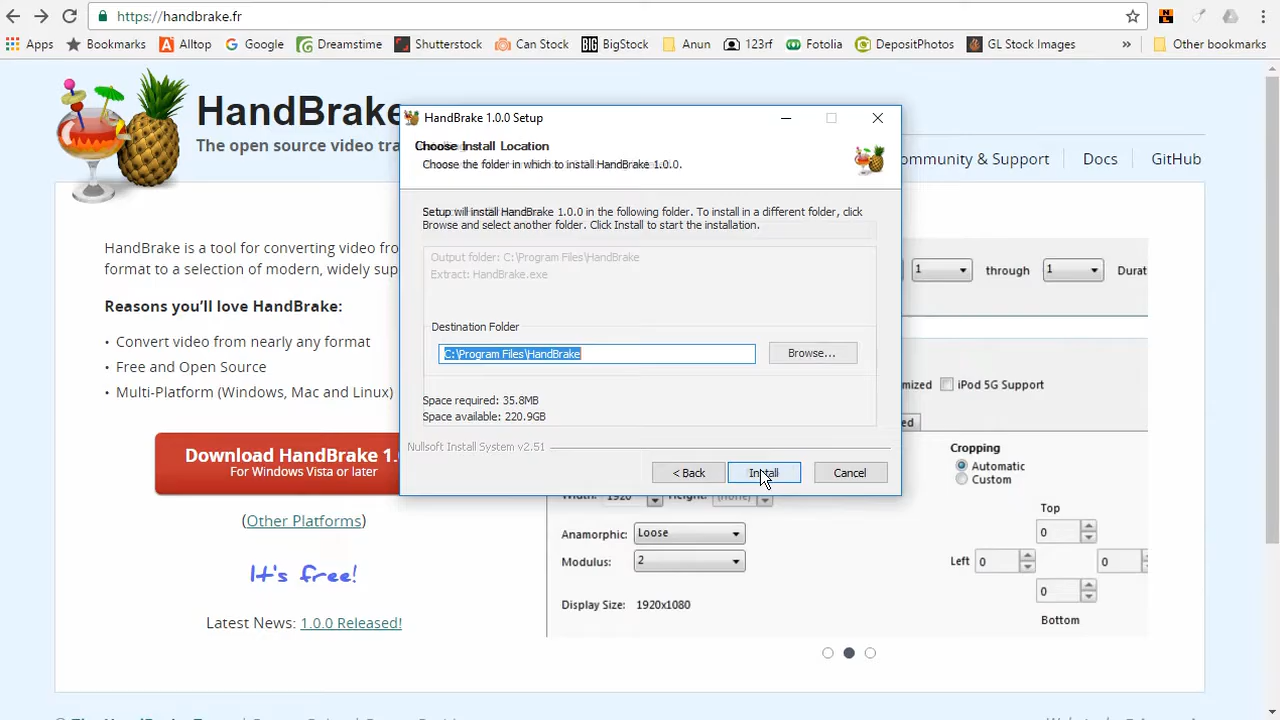 https://handbrake.fr
Apps Bookmarks Alltop Google Dreamstime Shutterstock Can Stock BigStock Anun 123rf Fotolia DepositPhotos GL Stock Images » Other bookmarks
HandBrake
The open source video tra
ommunity & Support Docs GitHub
HandBrake 1.0.0 Setup
Choose Install Location
Choose the folder in which to install HandBrake 1.0.0.
Setup will install HandBrake 1.0.0 in the following folder. To install in a different folder, click
Browse and select another folder. Click Install to start the installation.
Output folder: C:\Program Files\HandBrake
Extract: HandBrake.exe
Destination Folder
C:\Program Files\HandBrake
Browse...
Space required: 35.8MB
Space available: 220.9GB
Nullsoft Install System v2.51
< Back Install Cancel
HandBrake is a tool for converting video fro
format to a selection of modern, widely sup
Reasons you'll love HandBrake:
• Convert video from nearly any format
• Free and Open Source
• Multi-Platform (Windows, Mac and Linux)
Download HandBrake 1.
For Windows Vista or later
(Other Platforms)
It's free!
Latest News: 1.0.0 Released!
1 through 1 Durat
mized iPod 5G Support
ed
Cropping
Automatic
Custom
Width: 1920 Height: (none)
Top
0
Anamorphic: Loose
Modulus: 2
Left 0 0
0
Display Size: 1920x1080
Bottom